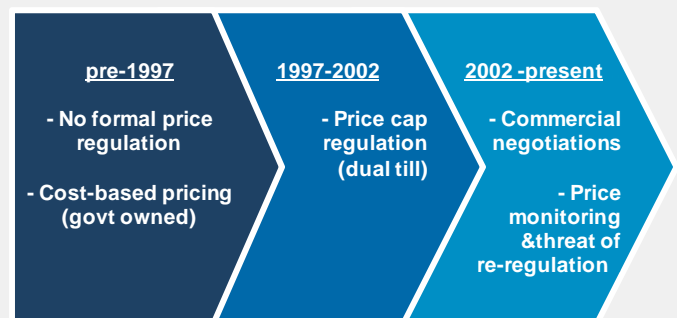 pre-1997
- No formal price
regulation
- Cost-based pricing
(govt owned)
1997-2002
- Price cap
regulation
(dual till)
2002 -present
- Commercial
negotiations
- Price
monitoring
&threat of
re-regulation